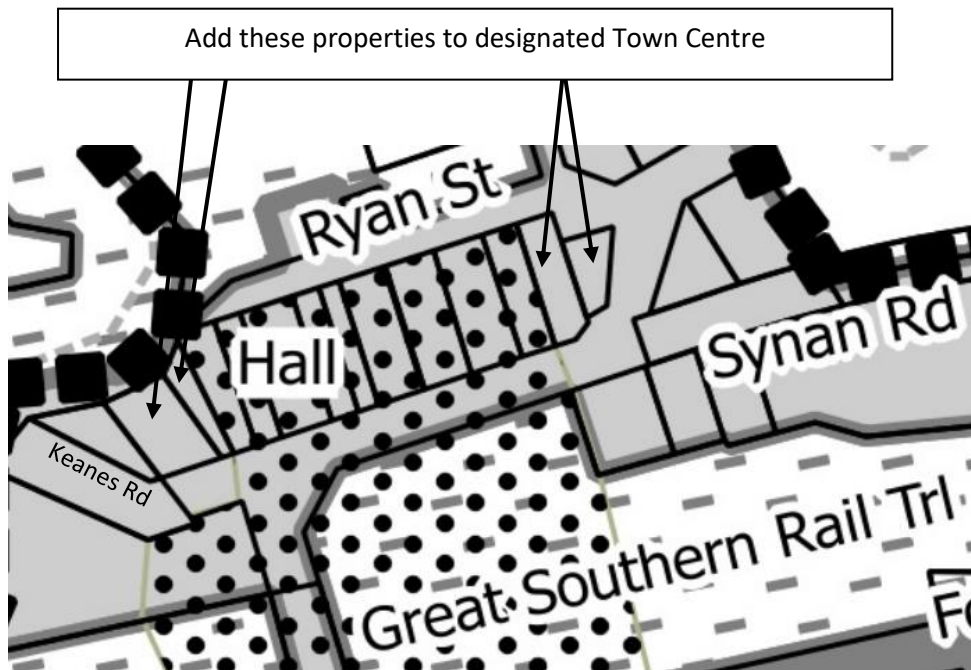 Add these properties to designated Town Centre
Ryan St
Hall
Synan Rd
Keanes Rd
Great Southern Rail Trl